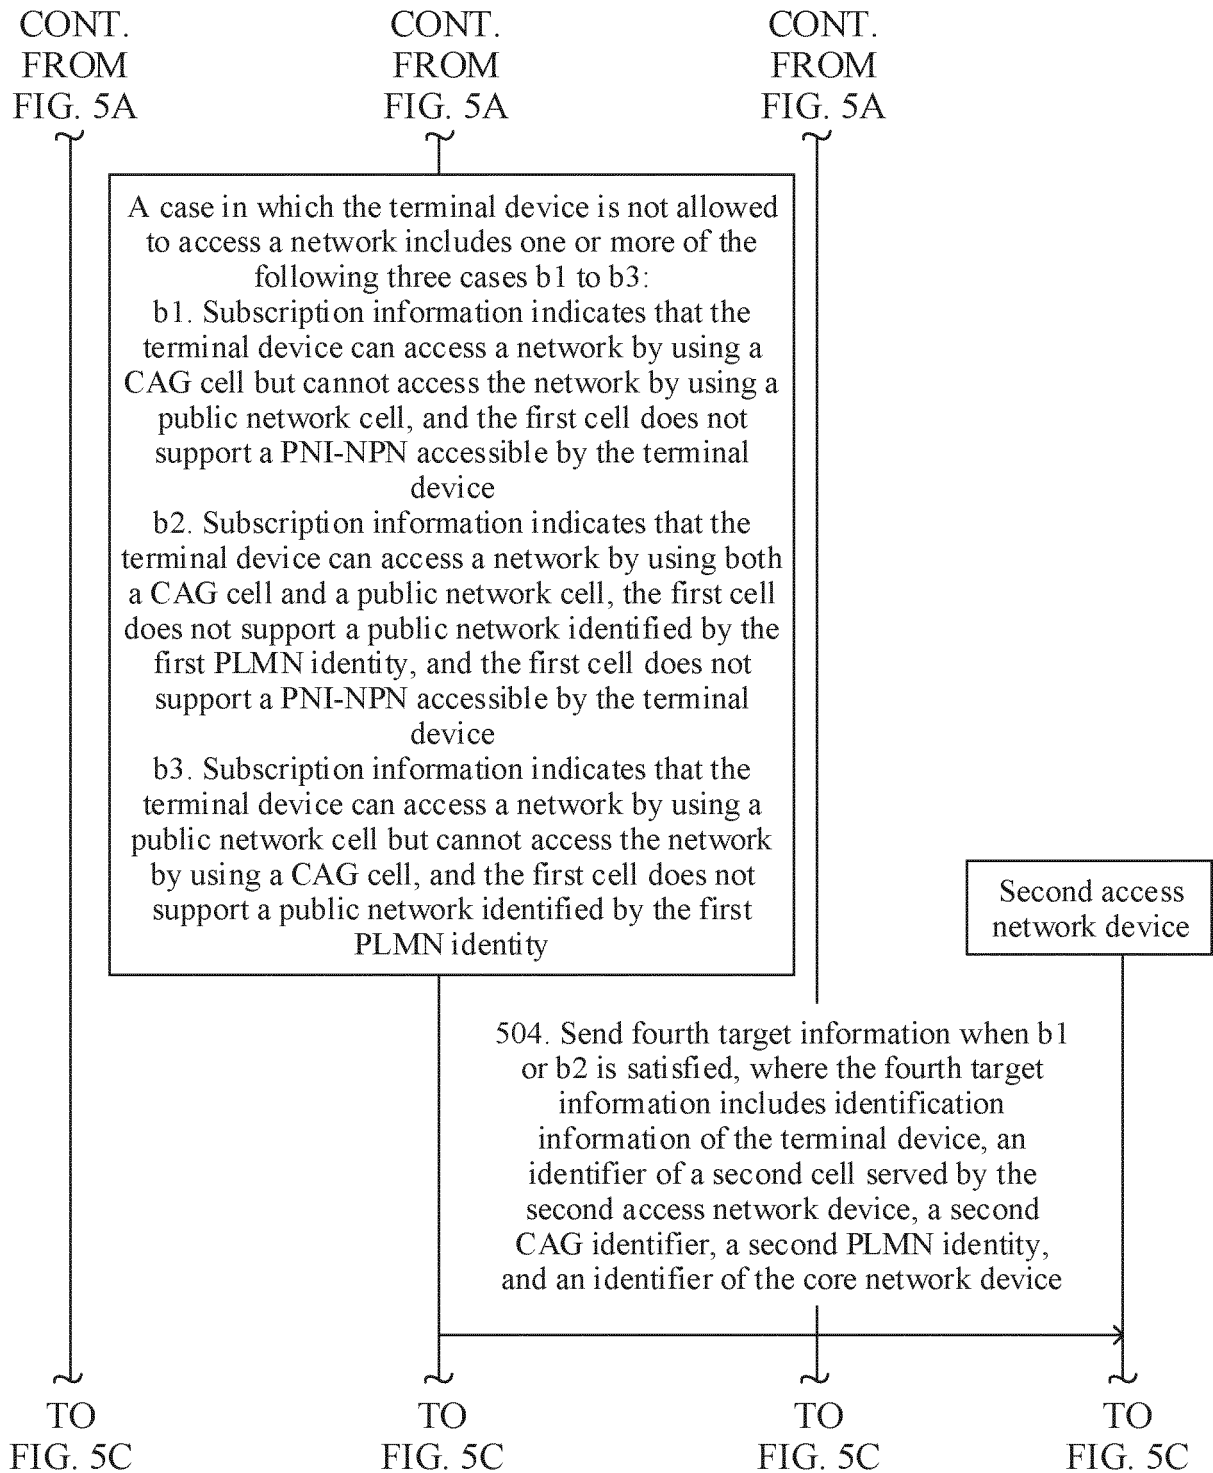 CONT.
FROM
FIG. 5A
CONT.
FROM
FIG. 5A
CONT.
FROM
FIG. 5A
A case in which the terminal device is not allowed
to access a network includes one or more of the
following three cases b1 to b3:
b1. Subscription information indicates that the
terminal device can access a network by using a
CAG cell but cannot access the network by using a
public network cell, and the first cell does not
support a PNI-NPN accessible by the terminal
device
b2. Subscription information indicates that the
terminal device can access a network by using both
a CAG cell and a public network cell, the first cell
does not support a public network identified by the
first PLMN identity, and the first cell does not
support a PNI-NPN accessible by the terminal
device
b3. Subscription information indicates that the
terminal device can access a network by using a
public network cell but cannot access the network
by using a CAG cell, and the first cell does not
support a public network identified by the first
PLMN identity
Second access
network device
504. Send fourth target information when b1
or b2 is satisfied, where the fourth target
information includes identification
information of the terminal device, an
identifier of a second cell served by the
second access network device, a second
CAG identifier, a second PLMN identity,
and an identifier of the core network device
TO
FIG. 5C
TO
FIG. 5C
TO
FIG. 5C
TO
FIG. 5C